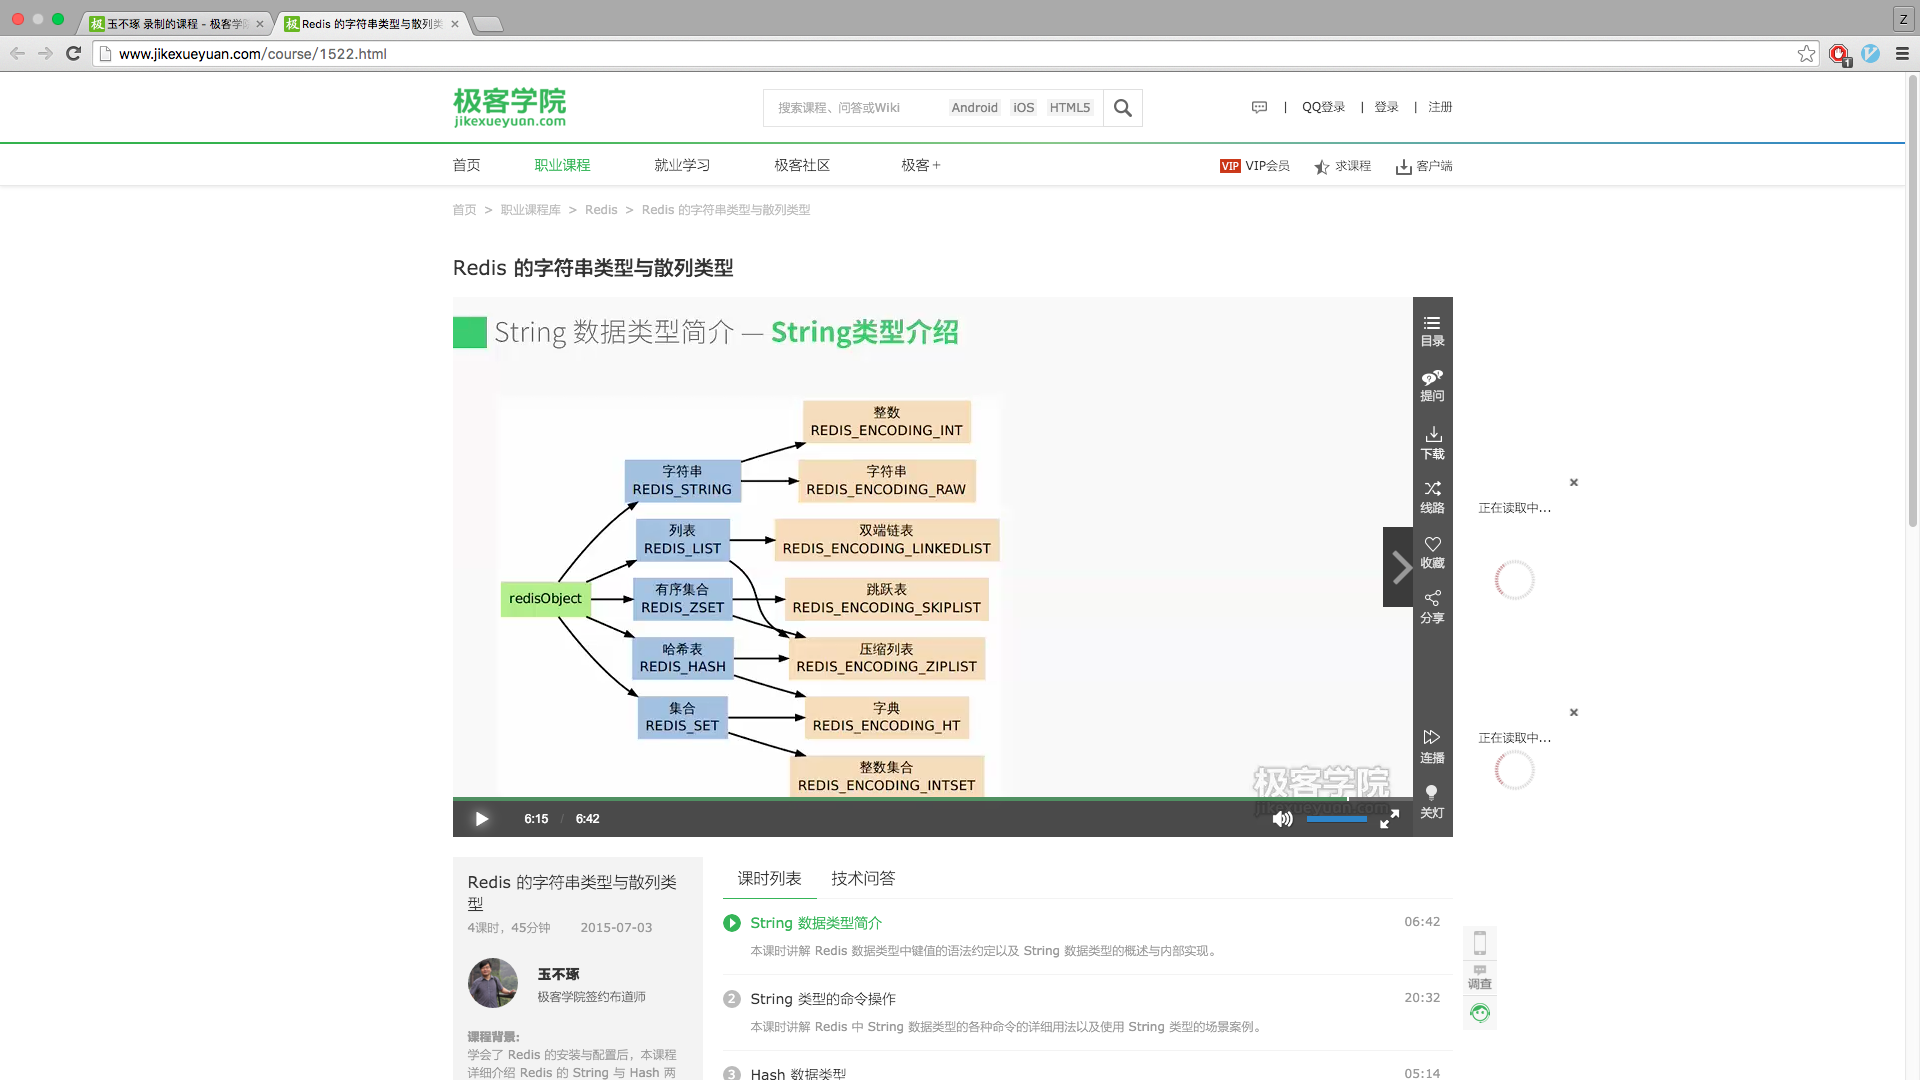 玉不琢 录制的课程 - 极客学
Redis 的字符串类型与散列
Z
www.jikexueyuan.com/course/1522.html
极客学院
jikexueyuan.com
搜索课程、问答或Wiki Android iOS HTML5
| QQ登录 | 登录 | 注册
首页 职业课程 就业学习 极客社区 极客+
VIP VIP会员 求课程 客户端
首页 > 职业课程库 > Redis > Redis 的字符串类型与散列类型
Redis 的字符串类型与散列类型
String 数据类型简介 — String类型介绍
整数
REDIS_ENCODING_INT
字符串
REDIS_STRING
字符串
REDIS_ENCODING_RAW
列表
REDIS_LIST
双端链表
REDIS_ENCODING_LINKEDLIST
redisObject
有序集合
REDIS_ZSET
跳跃表
REDIS_ENCODING_SKIPLIST
哈希表
REDIS_HASH
压缩列表
REDIS_ENCODING_ZIPLIST
集合
REDIS_SET
字典
REDIS_ENCODING_HT
整数集合
REDIS_ENCODING_INTSET
极客学院
jikexueyuan.com
目录
提问
下载
线路
收藏
分享
连播
关灯
6:15 / 6:42
正在读取中...
正在读取中...
Redis 的字符串类型与散列类
型
4课时，45分钟 2015-07-03
玉不琢
极客学院签约布道师
课程背景:
学会了 Redis 的安装与配置后，本课程
详细介绍 Redis 的 String 与 Hash 两
课时列表 技术问答
String 数据类型简介 06:42
本课时讲解 Redis 数据类型中键值的语法约定以及 String 数据类型的概述与内部实现。
2 String 类型的命令操作 20:32
本课时讲解 Redis 中 String 数据类型的各种命令的详细用法以及使用 String 类型的场景案例。
3 Hash 数据类型 05:14
调查